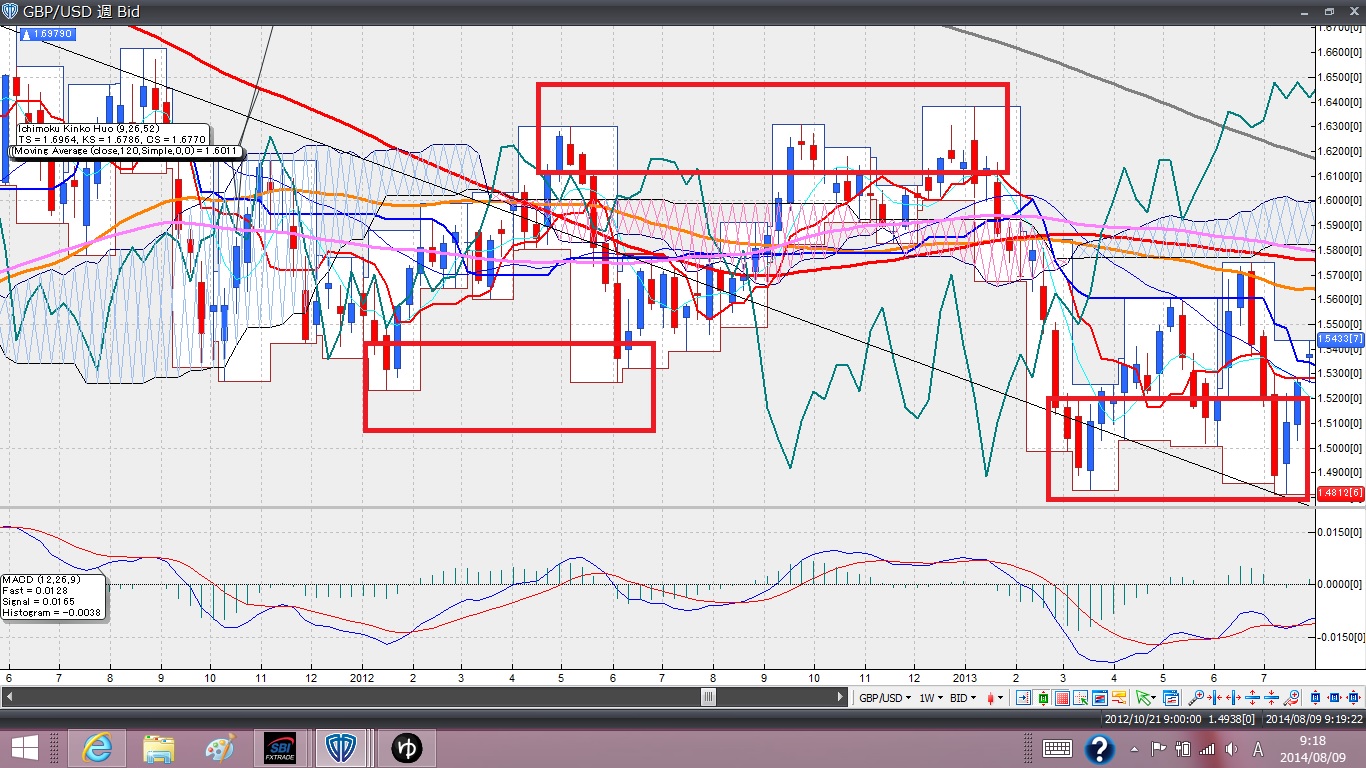 GBP/USD 週 Bid
1.69790
Ichimoku Kinko Huo (9,26,52)
TS = 1.6964, KS = 1.6786, CS = 1.6770
(Moving Average (close,120,Simple,0,0) = 1.6011
1.6700[0]
1.6600[0]
1.6500[0]
1.6400[0]
1.6300[0]
1.6200[0]
1.6100[0]
1.6000[0]
1.5900[0]
1.5800[0]
1.5700[0]
1.5600[0]
1.5500[0]
1.5433[7]
1.5400[0]
1.5300[0]
1.5200[0]
1.5100[0]
1.5000[0]
1.4900[0]
1.4812[6]
0.0150[0]
0.0000[0]
-0.0150[0]
MACD (12,26,9)
Fast = 0.0128
Signal = 0.0165
Histogram = -0.0038
6 7 8 9 10 11 12 2012 2 3 4 5 6 7 8 9 10 11 12 2013 2 3 4 5 6 7
GBP/USD 1W BID
2012/10/21 9:00:00 1.4938[0] 2014/08/09 9:19:22
SBI
FXTRADE
ゆ
A
9:18
2014/08/09